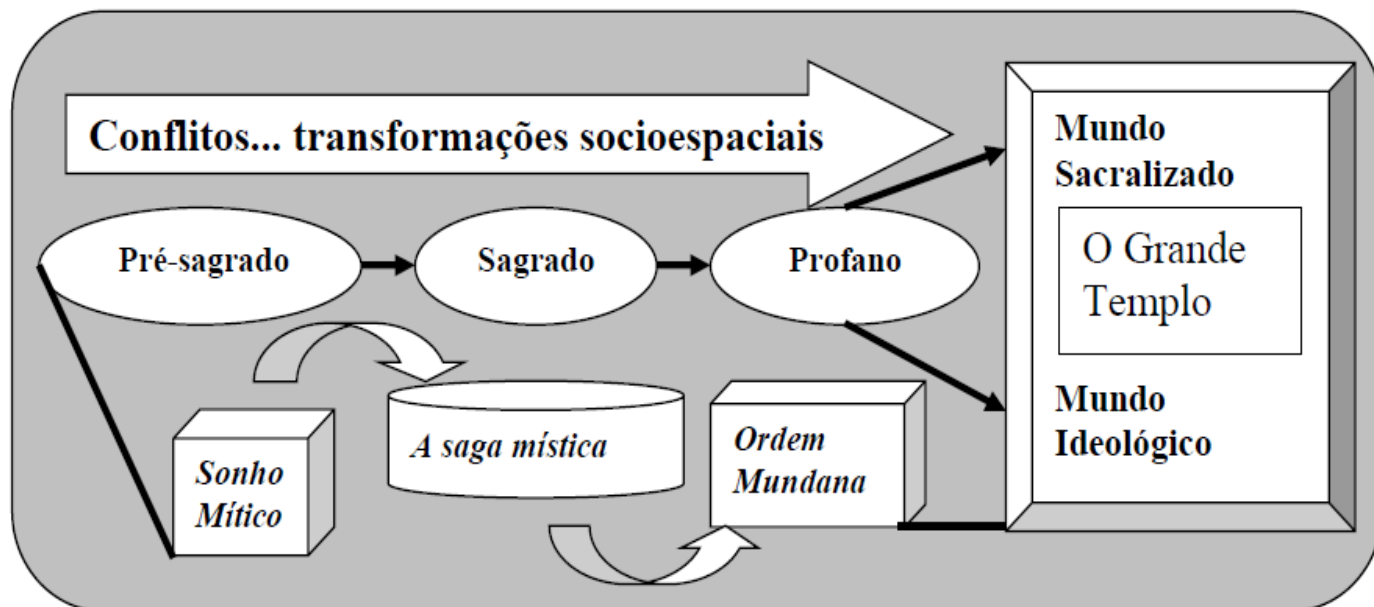 Conflitos... transformações socioespaciais
Pré-sagrado
Sagrado
Profano
Sonho
Mítico
A saga mística
Ordem
Mundana
Mundo
Sacralizado
O Grande
Templo
Mundo
Ideológico